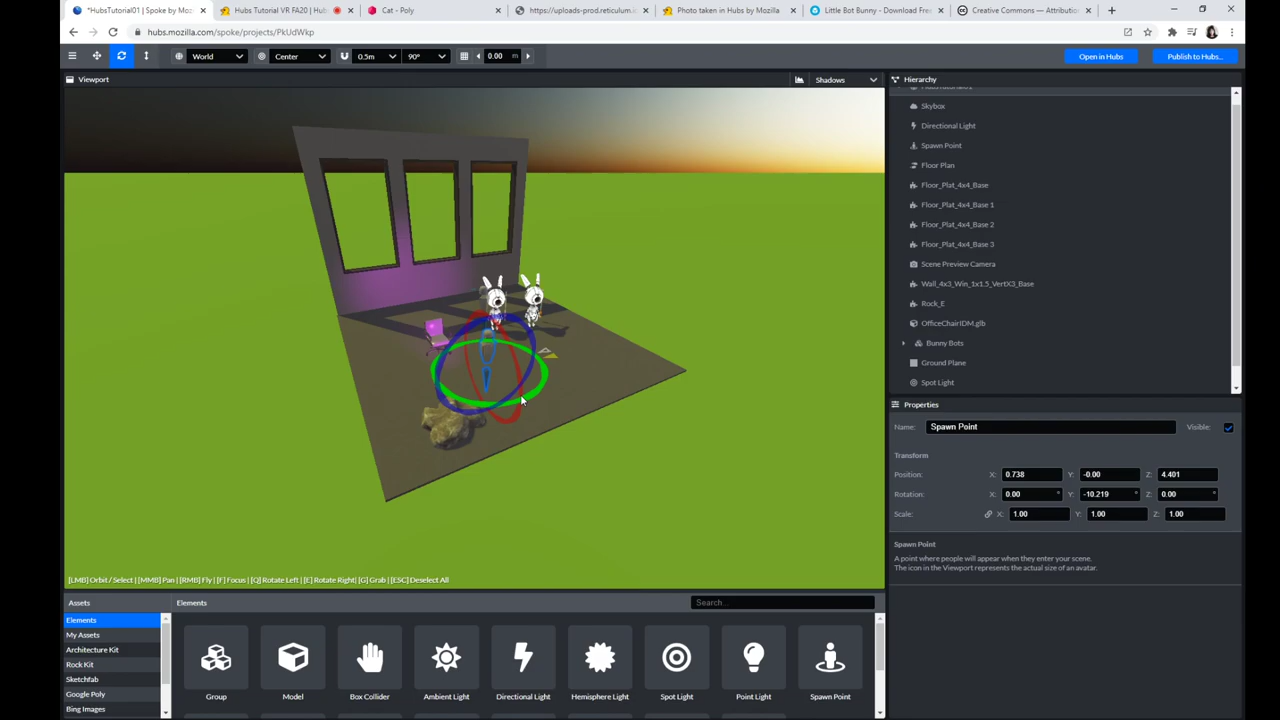 *HubsTutorial01 | Spoke by Moz
Hubs Tutorial VR FA20 | Hubs
Cat - Poly
https://uploads-prod.reticulum.i
Photo taken in Hubs by Mozilla
Little Bot Bunny - Download Fre
Creative Commons — Attribution
hubs.mozilla.com/spoke/projects/PkUdWkp
World
Center
0.5m
90°
0.00 m
Open in Hubs
Publish to Hubs...
Viewport
Shadows
Hierarchy
Skybox
Directional Light
Spawn Point
Floor Plan
Floor_Plat_4x4_Base
Floor_Plat_4x4_Base 1
Floor_Plat_4x4_Base 2
Floor_Plat_4x4_Base 3
Scene Preview Camera
Wall_4x3_Win_1x1.5_VertX3_Base
Rock_E
OfficeChairIDM.glb
Bunny Bots
Ground Plane
Spot Light
Properties
Name: Spawn Point Visible:
Transform
Position: X: 0.738 Y: -0.00 Z: 4.401
Rotation: X: 0.00 ° Y: -10.219 ° Z: 0.00 °
Scale: X: 1.00 Y: 1.00 Z: 1.00
Spawn Point
A point where people will appear when they enter your scene.
The icon in the Viewport represents the actual size of an avatar.
[LMB] Orbit / Select | [MMB] Pan | [RMB] Fly | [F] Focus | [Q] Rotate Left | [E] Rotate Right| [G] Grab | [ESC] Deselect All
Assets
Elements
Search...
Elements
My Assets
Architecture Kit
Rock Kit
Sketchfab
Google Poly
Bing Images
Group
Model
Box Collider
Ambient Light
Directional Light
Hemisphere Light
Spot Light
Point Light
Spawn Point